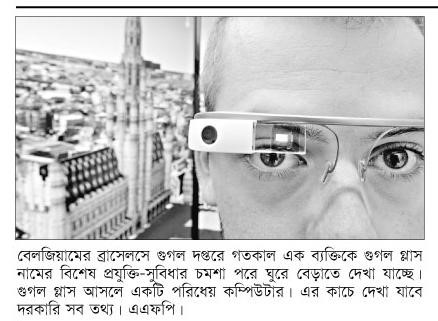 বেলজিয়ামের ব্রাসেলসে গুগল দপ্তরে গতকাল এক ব্যক্তিকে গুগল গ্লাস
নামের বিশেষ প্রযুক্তি-সুবিধার চমশা পরে ঘুরে বেড়াতে দেখা যাচ্ছে।
গুগল গ্লাস আসলে একটি পরিধেয় কম্পিউটার। এর কাচে দেখা যাবে
দরকারি সব তথ্য। এএফপি।